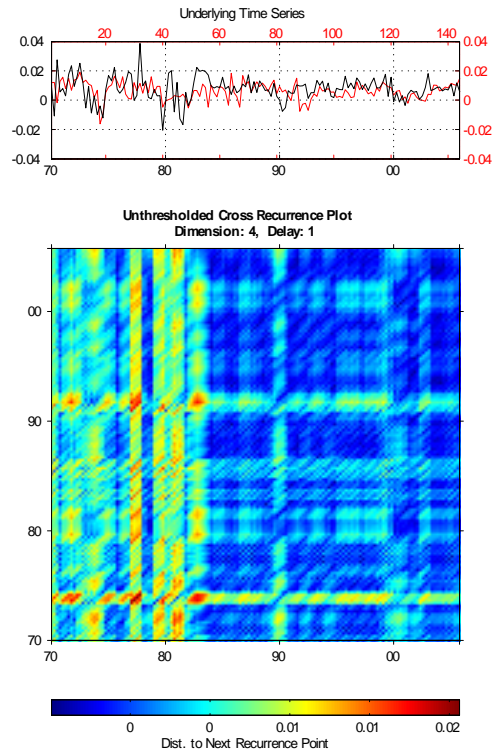 Underlying Time Series
20 40 60 80 100 120 140
0.04 0.04
0.02 0.02
0 0
-0.02 -0.02
-0.04 -0.04
70 80 90 00
Unthresholded Cross Recurrence Plot
Dimension: 4, Delay: 1
00
90
80
70
70 80 90 00
0 0 0.01 0.01 0.02
Dist. to Next Recurrence Point